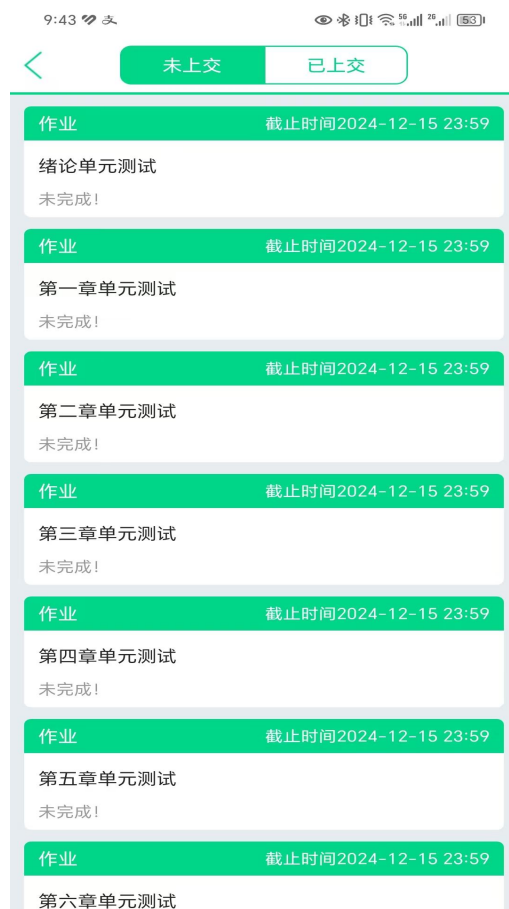 9:43 支
5G 2G 53
未上交 已上交
作业 截止时间2024-12-15 23:59
绪论单元测试
未完成!
作业 截止时间2024-12-15 23:59
第一章单元测试
未完成!
作业 截止时间2024-12-15 23:59
第二章单元测试
未完成!
作业 截止时间2024-12-15 23:59
第三章单元测试
未完成!
作业 截止时间2024-12-15 23:59
第四章单元测试
未完成!
作业 截止时间2024-12-15 23:59
第五章单元测试
未完成!
作业 截止时间2024-12-15 23:59
第六章单元测试